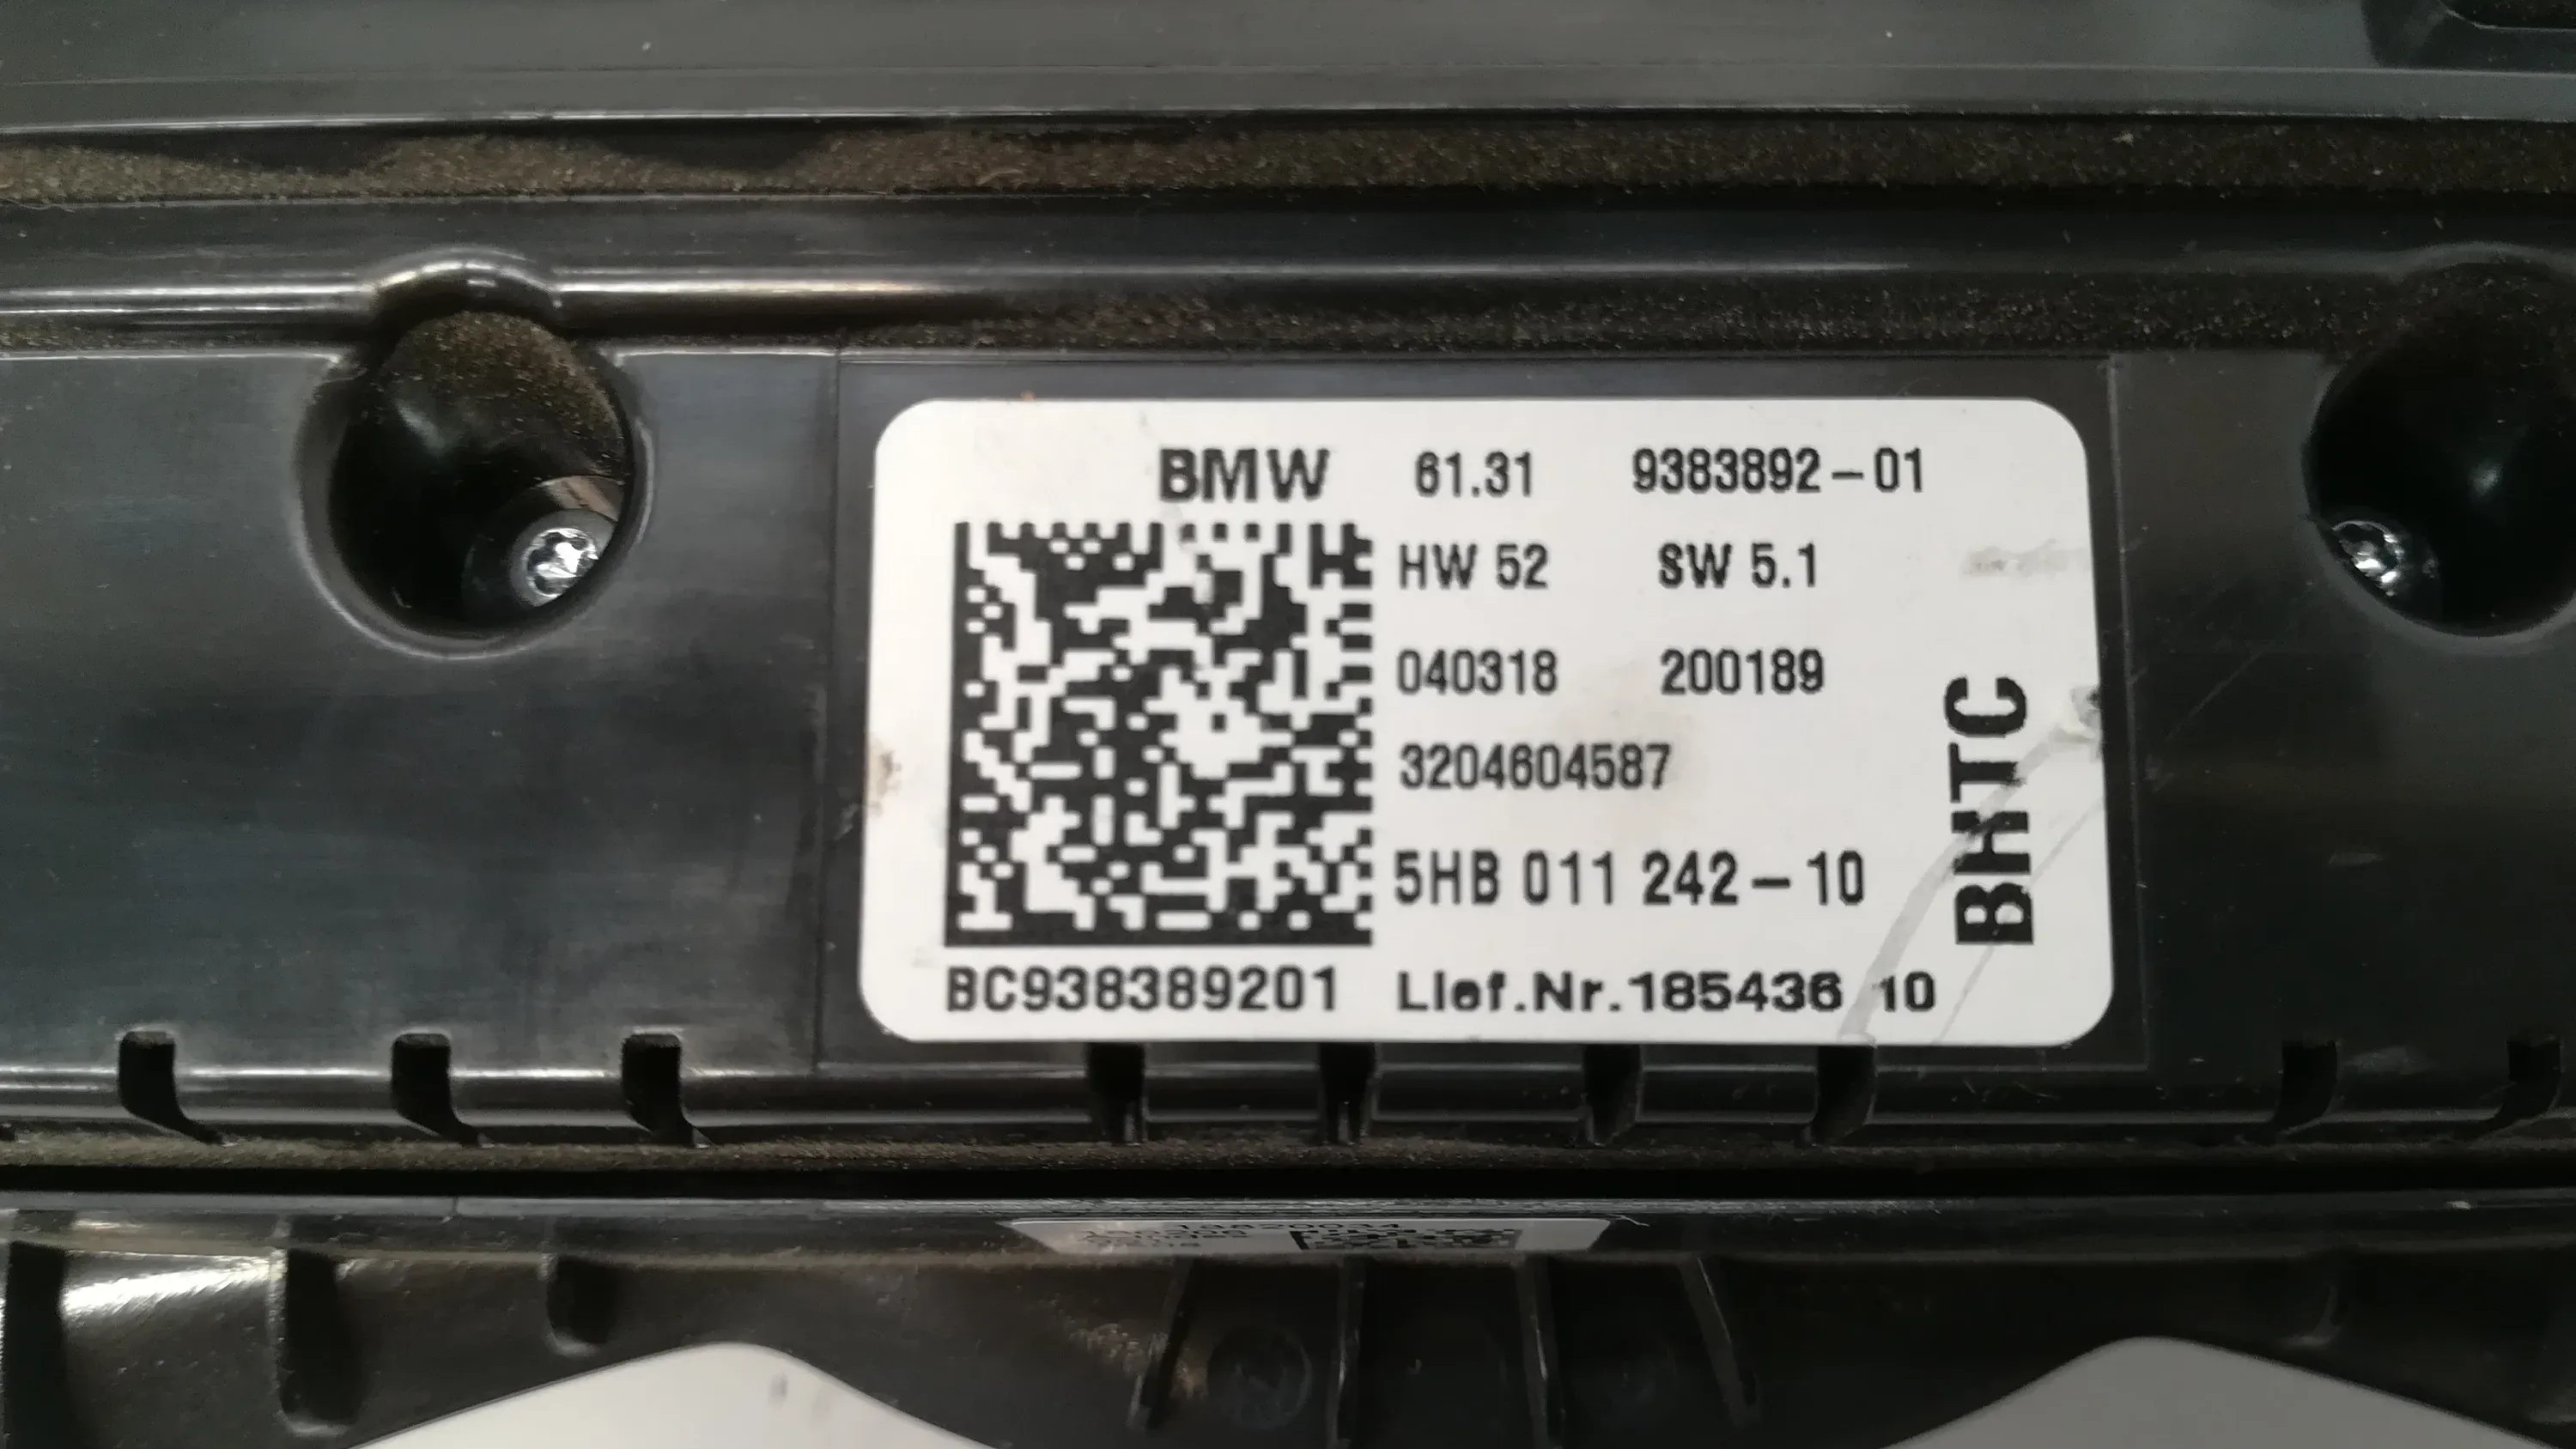 BMW 61.31 9383892-01
HW 52 SW 5.1
040318 200189
3204604587
5HB 011 242-10
BHTC
BC938389201 Lief.Nr.185436 10